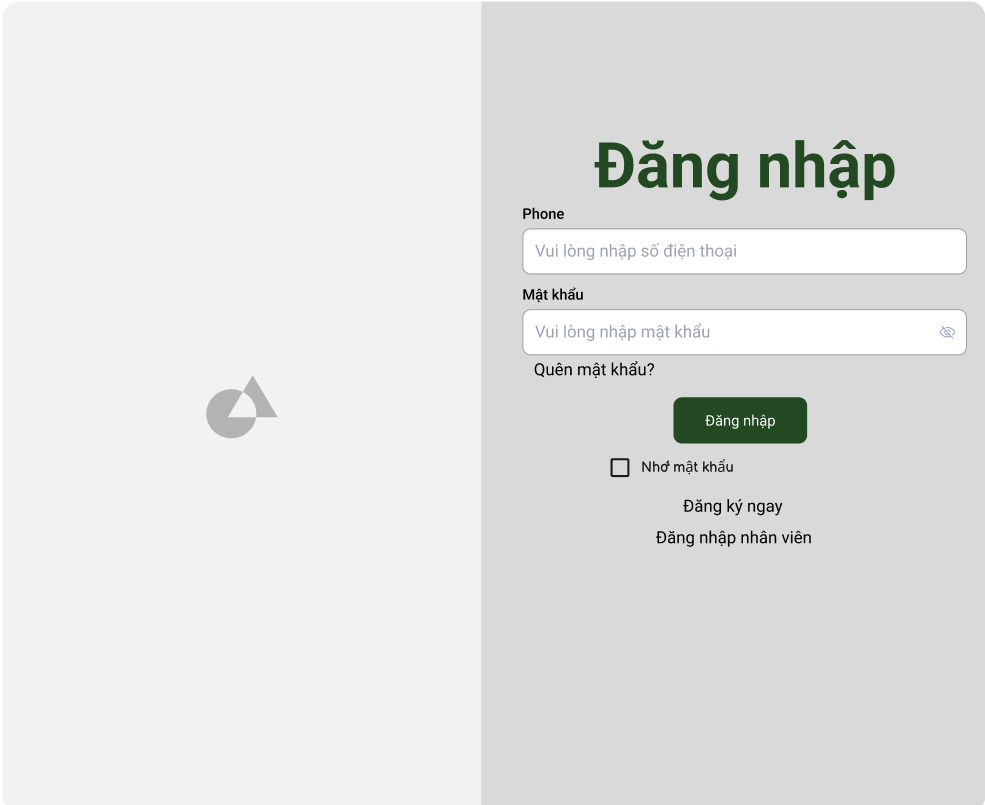 Đăng nhập
Phone
Vui lòng nhập số điện thoại
Mật khẩu
Vui lòng nhập mật khẩu
Quên mật khẩu?
Đăng nhập
Nhơ mật khẩu
Đăng ký ngay
Đăng nhập nhân viên